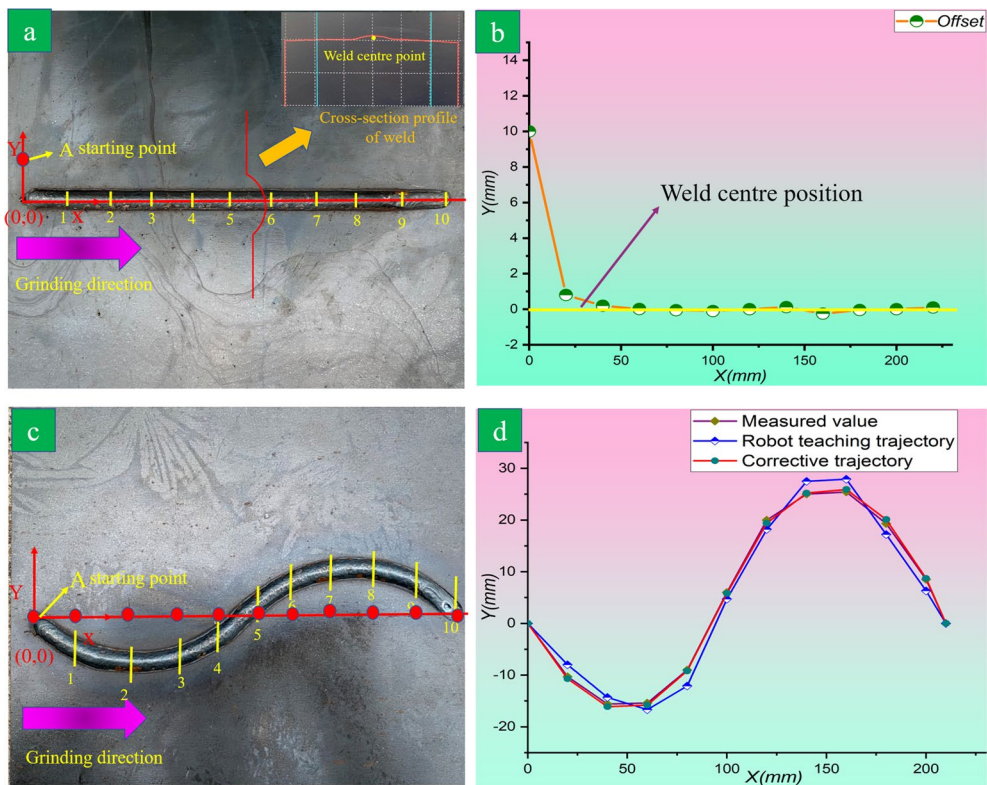 a
Weld centre point
Cross-section profile
of weld
Y
A starting point
(0,0)
X
1 2 3 4 5 6 7 8 9 10
Grinding direction
b
Offset
Y(mm)
14
12
10
8
6
4
2
0
-2
Weld centre position
0 50 100 150 200
X(mm)
c
Y
A starting point
(0,0)
X
1 2 3 4 5 6 7 8 9 10
Grinding direction
d
Measured value
Robot teaching trajectory
Corrective trajectory
Y(mm)
30
20
10
0
-10
-20
0 50 100 150 200
X(mm)